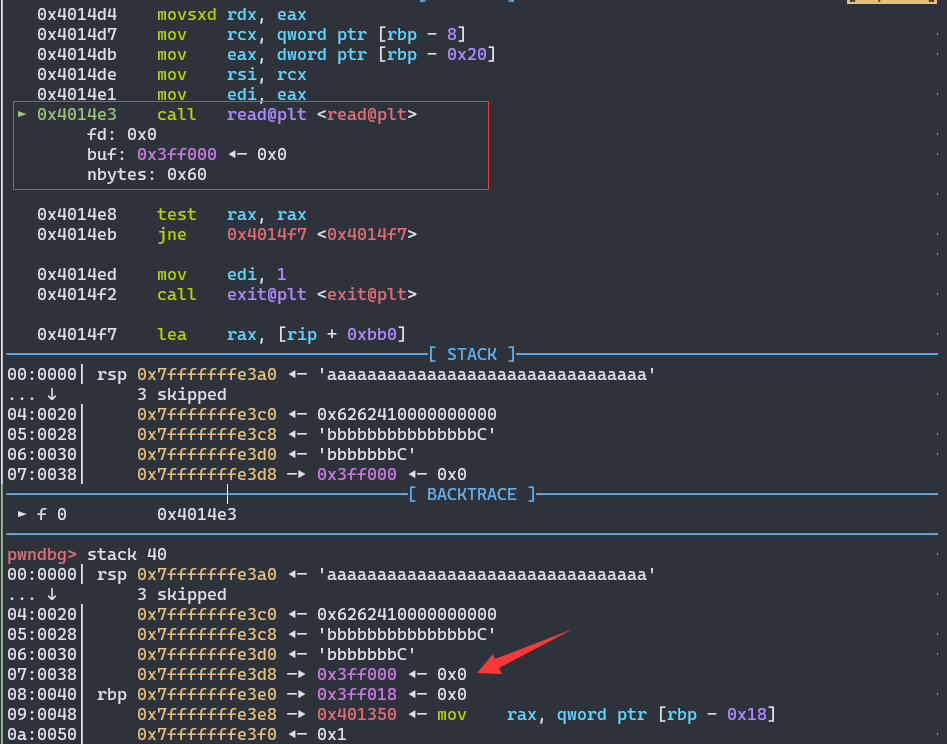 0x4014d4 movsxd rdx, eax
0x4014d7 mov rcx, qword ptr [rbp - 8]
0x4014db mov eax, dword ptr [rbp - 0x20]
0x4014de mov rsi, rcx
0x4014e1 mov edi, eax
► 0x4014e3 call read@plt <read@plt>
fd: 0x0
buf: 0x3ff000 ◂— 0x0
nbytes: 0x60
0x4014e8 test rax, rax
0x4014eb jne 0x4014f7 <0x4014f7>
0x4014ed mov edi, 1
0x4014f2 call exit@plt <exit@plt>
0x4014f7 lea rax, [rip + 0xbb0]
[ STACK ]
00:0000│ rsp 0x7fffffffe3a0 ◂— 'aaaaaaaaaaaaaaaaaaaaaaaaaaaaaaaa'
... ↓ 3 skipped
04:0020│ 0x7fffffffe3c0 ◂— 0x6262410000000000
05:0028│ 0x7fffffffe3c8 ◂— 'bbbbbbbbbbbbbbbC'
06:0030│ 0x7fffffffe3d0 ◂— 'bbbbbbbC'
07:0038│ 0x7fffffffe3d8 —▸ 0x3ff000 ◂— 0x0
[ BACKTRACE ]
► f 0 0x4014e3
pwndbg> stack 40
00:0000│ rsp 0x7fffffffe3a0 ◂— 'aaaaaaaaaaaaaaaaaaaaaaaaaaaaaaaa'
... ↓ 3 skipped
04:0020│ 0x7fffffffe3c0 ◂— 0x6262410000000000
05:0028│ 0x7fffffffe3c8 ◂— 'bbbbbbbbbbbbbbbC'
06:0030│ 0x7fffffffe3d0 ◂— 'bbbbbbbC'
07:0038│ 0x7fffffffe3d8 —▸ 0x3ff000 ◂— 0x0
08:0040│ rbp 0x7fffffffe3e0 —▸ 0x3ff018 ◂— 0x0
09:0048│ 0x7fffffffe3e8 —▸ 0x401350 ◂— mov rax, qword ptr [rbp - 0x18]
0a:0050│ 0x7fffffffe3f0 ◂— 0x1